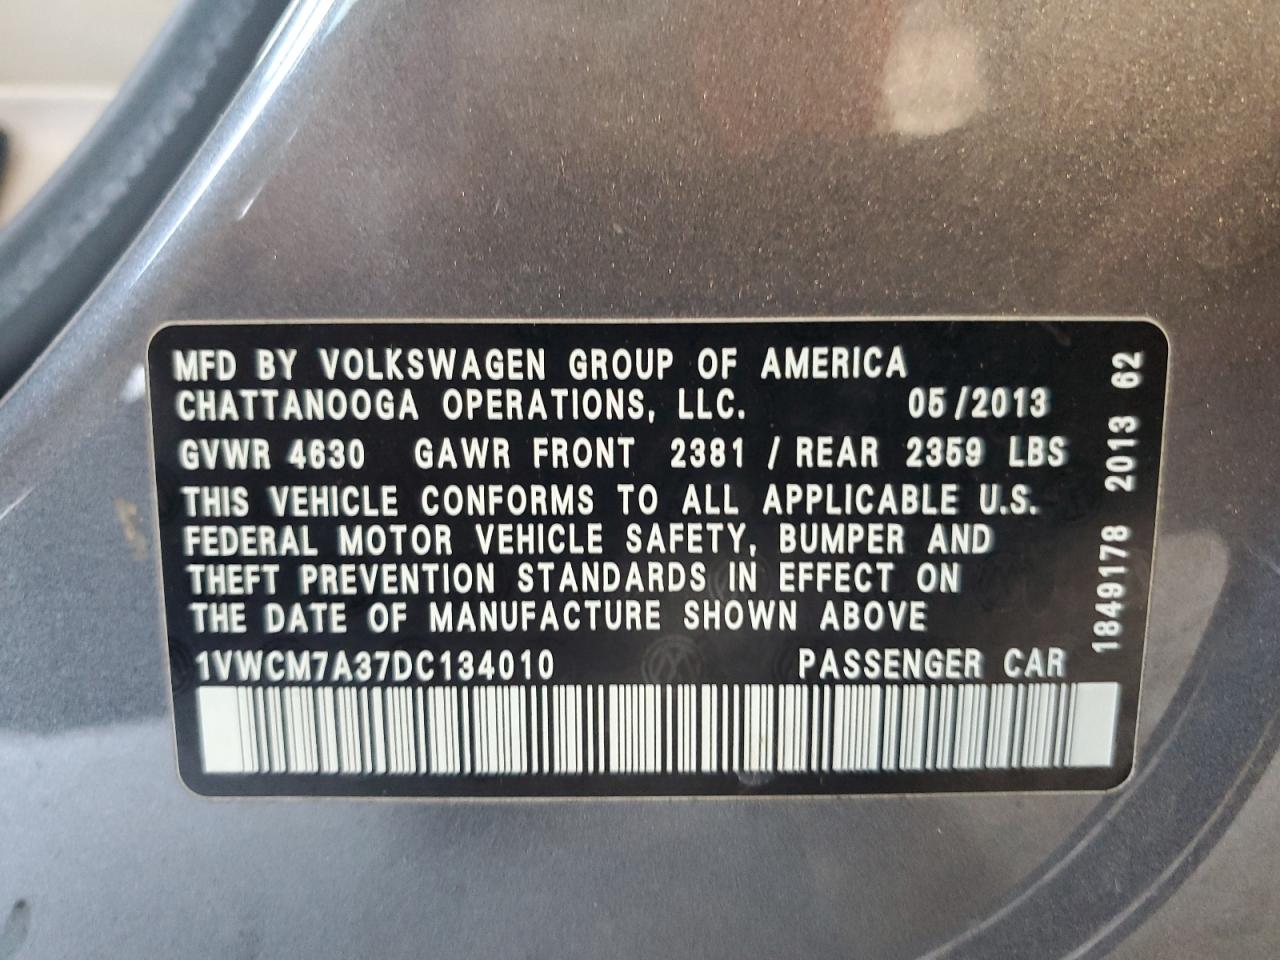 MFD BY VOLKSWAGEN GROUP OF AMERICA
CHATTANOOGA OPERATIONS, LLC. 05/2013
GVWR 4630 GAWR FRONT 2381 / REAR 2359 LBS
THIS VEHICLE CONFORMS TO ALL APPLICABLE U.S.
FEDERAL MOTOR VEHICLE SAFETY, BUMPER AND
THEFT PREVENTION STANDARDS IN EFFECT ON
THE DATE OF MANUFACTURE SHOWN ABOVE
1VWCM7A37DC134010 PASSENGER CAR
1849178 2013 62